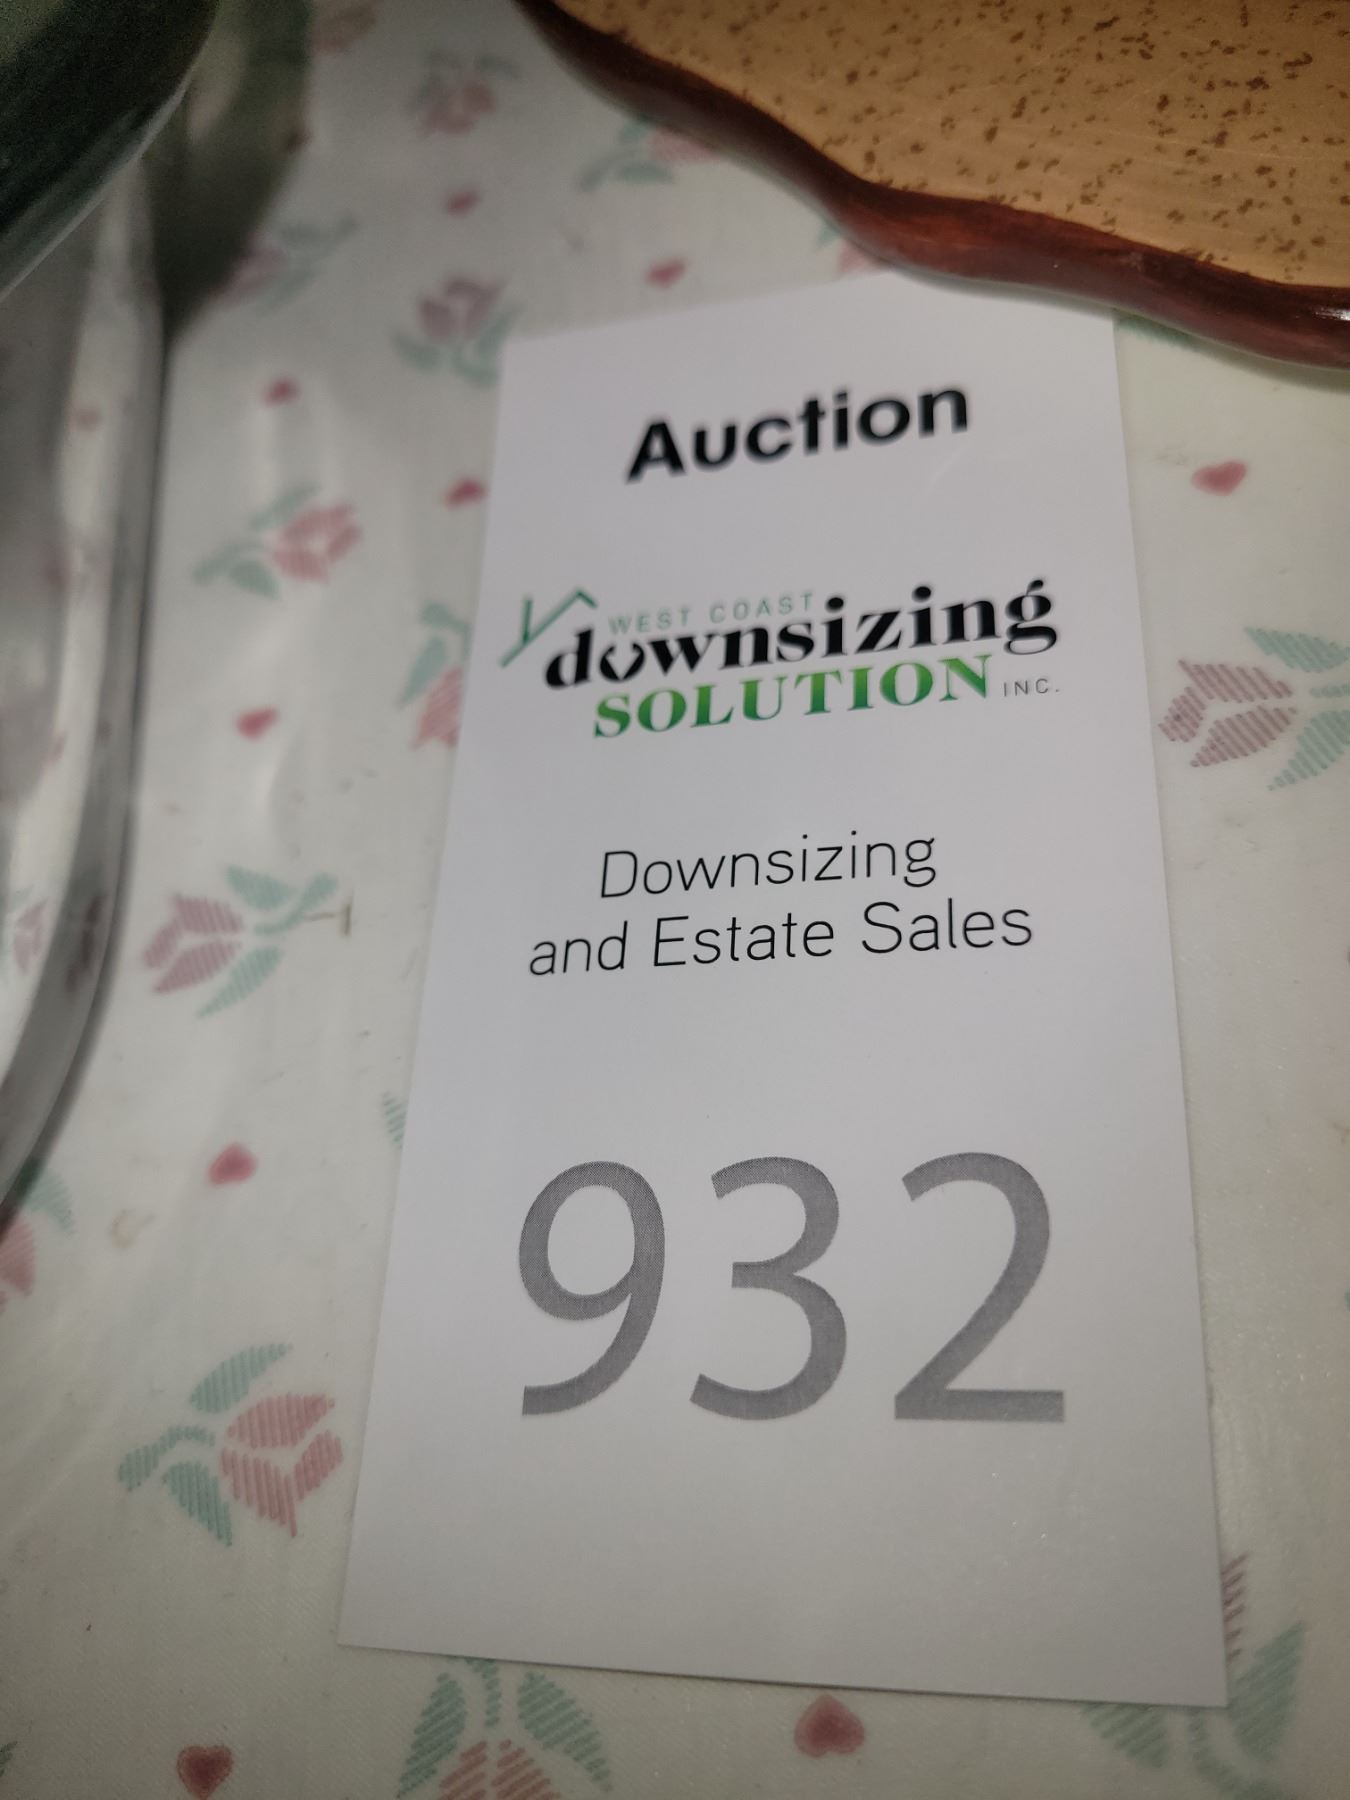 Auction
WEST COAST
downsizing
SOLUTION INC.
Downsizing
and Estate Sales
932